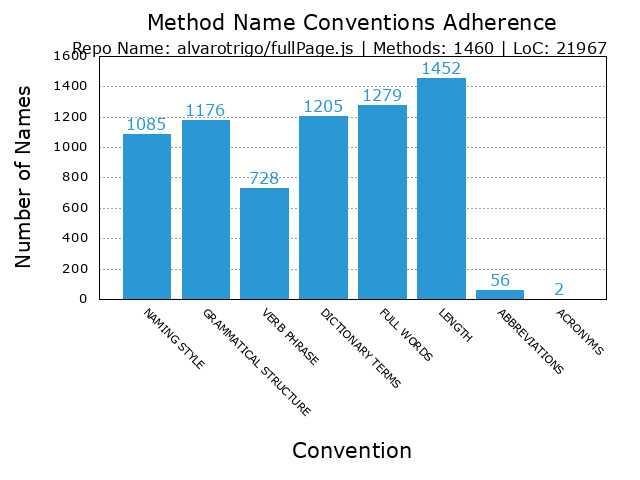 Method Name Conventions Adherence
Repo Name: alvarotrigo/fullPage.js | Methods: 1460 | LoC: 21967
Number of Names
1600
1400
1200
1000
800
600
400
200
0
1085
1176
728
1205
1279
1452
56
2
NAMING STYLE
GRAMMATICAL STRUCTURE
VERB PHRASE
DICTIONARY TERMS
FULL WORDS
LENGTH
ABBREVIATIONS
ACRONYMS
Convention